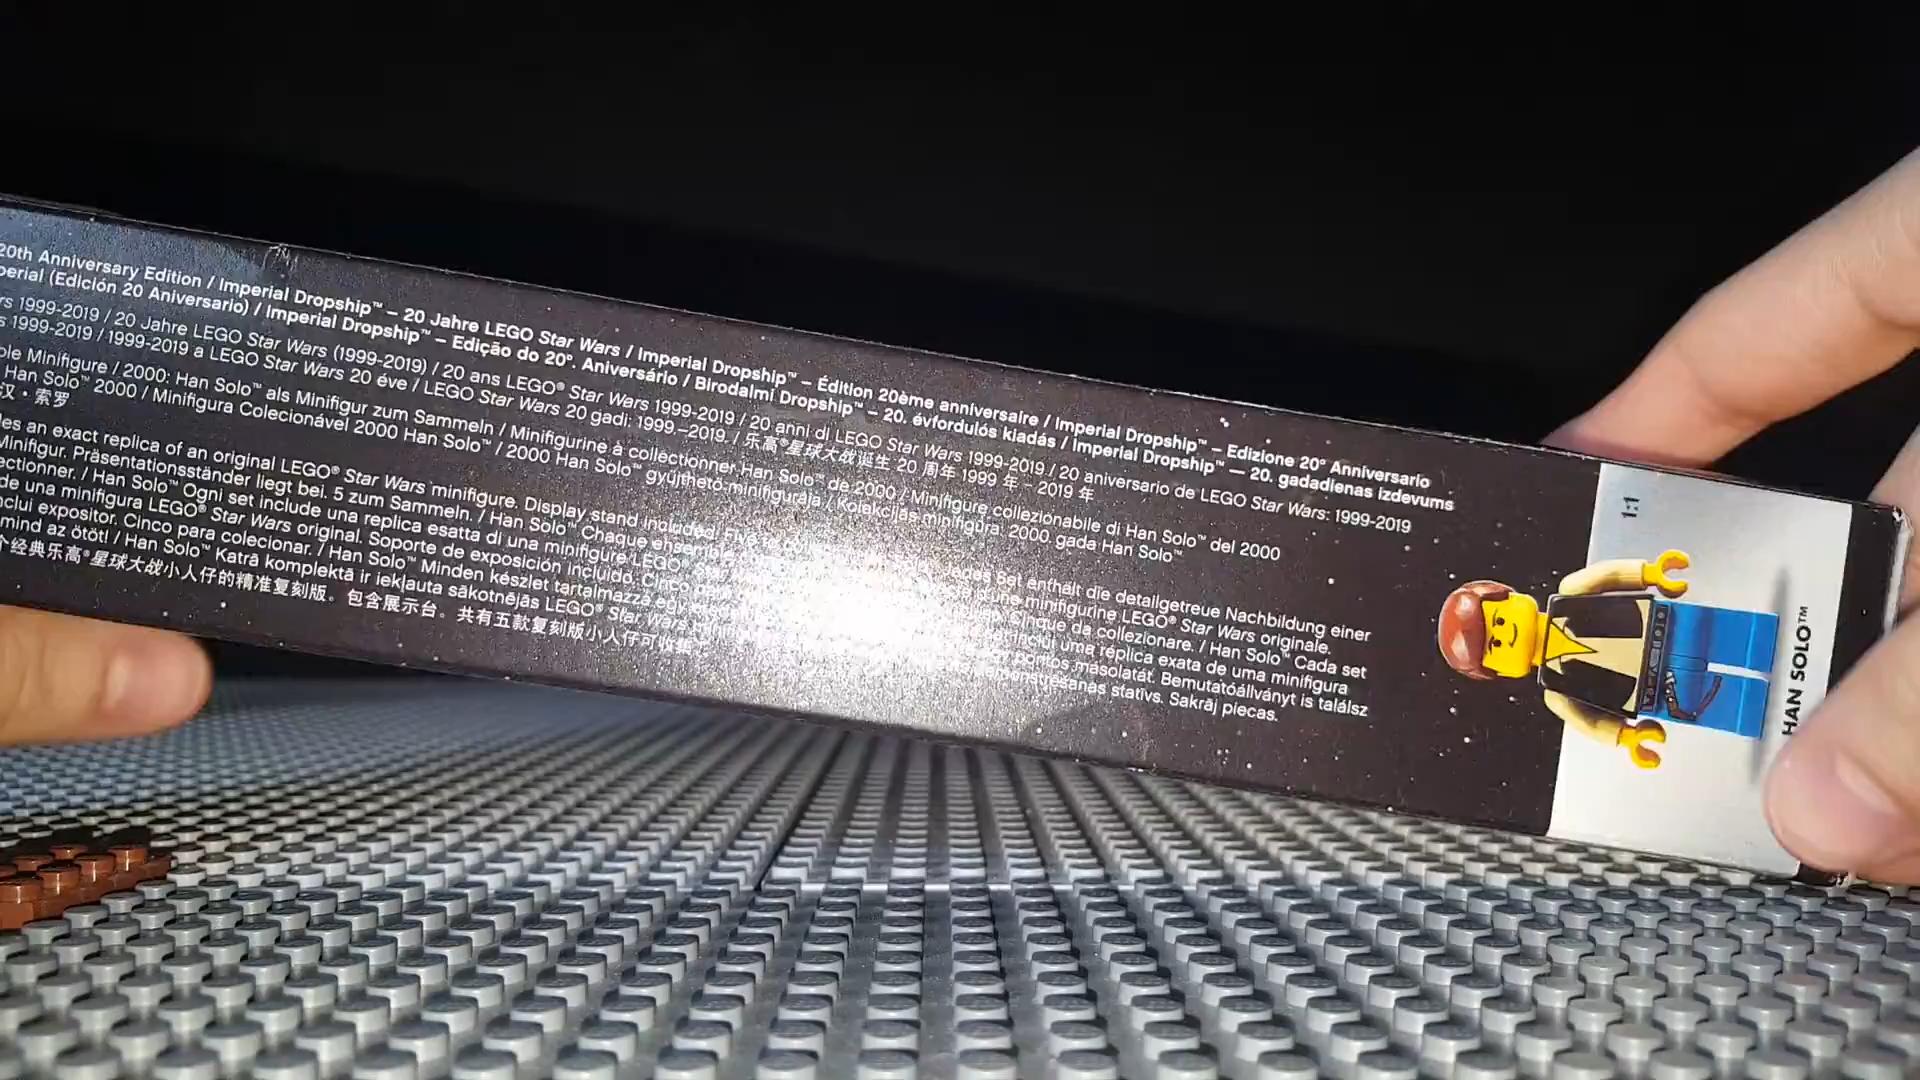 20th Anniversary Edition / Imperial Dropship™ – 20 Jahre LEGO Star Wars / Imperial Dropship™ – Édition 20ème anniversaire / Imperial Dropship™ – Edizione 20° Anniversario
(Edición 20 Aniversario) / Imperial Dropship™ – Edição do 20°. Aniversário / Birodalmi Dropship™ – 20. évfordulós kiadás / Imperial Dropship™ — 20. gadadienas izdevums
1999-2019 / 20 Jahre LEGO Star Wars (1999-2019) / 20 ans LEGO® Star Wars 1999-2019 / 20 anni di LEGO Star Wars 1999-2019 / 20 aniversario de LEGO Star Wars: 1999-2019
1999-2019 / 1999-2019 a LEGO Star Wars 20 éve / LEGO Star Wars 20 gadi: 1999.–2019. / 乐高®星球大战诞生 20 周年 1999 年 – 2019 年
Minifigure / 2000: Han Solo™ als Minifigur zum Sammeln / Minifigurine à collectionner Han Solo™ de 2000 / Minifigure collezionabile di Han Solo™ del 2000
Han Solo™ 2000 / Minifigura Colecionável 2000 Han Solo™ / 2000 Han Solo™ gyűjthető minifigurája / Kolekcijas minifigūra: 2000. gada Han Solo™
汉·索罗
an exact replica of an original LEGO® Star Wars minifigure. Display stand included. Five to Set enthält die detailgetreue Nachbildung einer
Minifigur. Präsentationsständer liegt bei. 5 zum Sammeln. / Han Solo™ Chaque ensemble minifigurine LEGO® Star Wars originale.
/ Han Solo™ Ogni set include una replica esatta di una minifigure LEGO® Cinque da collezionare. / Han Solo™ Cada set
de una minifigura LEGO® Star Wars original. Soporte de exposición incluido. Cinco uma réplica exata de uma minifigura
expositor. Cinco para colecionar. / Han Solo™ Minden készlet tartalmazza egy pontos másolatát. Bemutatóállványt is találsz
mind az ötöt! / Han Solo™ Katrā komplektā ir iekļauta sākotnējās LEGO® Star Wars statīvs. Sakrāj piecas.
经典乐高®星球大战小人仔的精准复刻版。包含展示台。共有五款复刻版小人仔可收集
1:1
HAN SOLO™